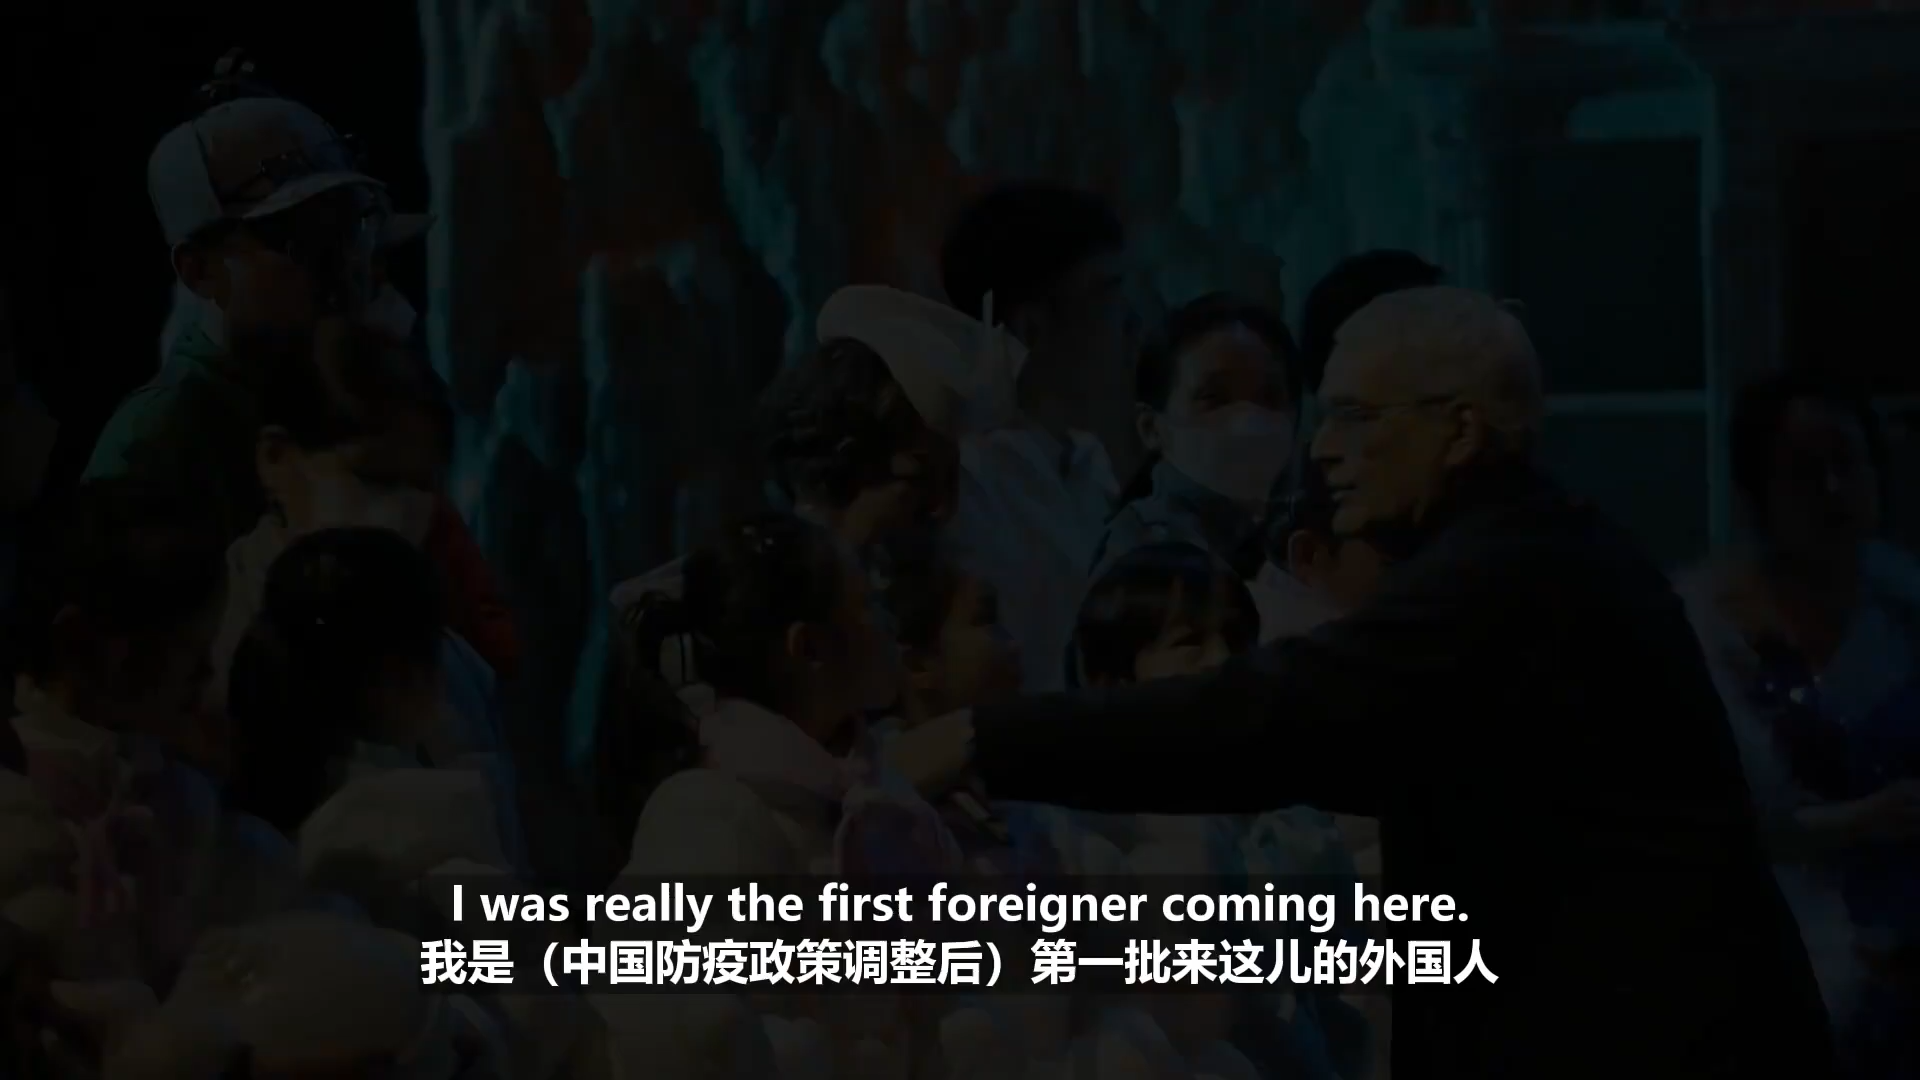 I was really the first foreigner coming here.
我是（中国防疫政策调整后）第一批来这儿的外国人